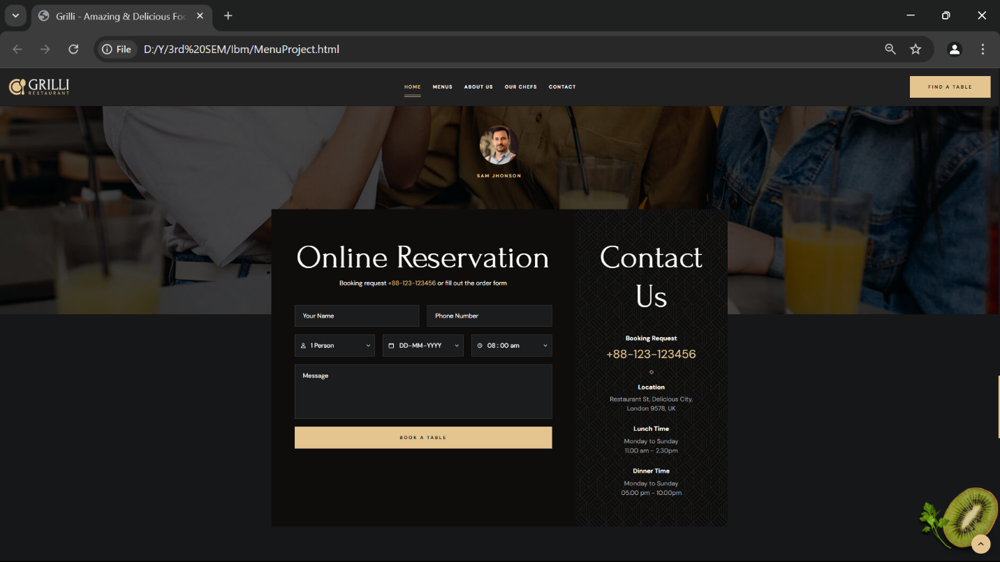 Grilli - Amazing & Delicious Foo
File
D:/Y/3rd%20SEM/Ibm/MenuProject.html
GRILLI
RESTAURANT
HOME
MENUS
ABOUT US
OUR CHEFS
CONTACT
FIND A TABLE
SAM JHONSON
Online Reservation
Booking request +88-123-123456 or fill out the order form
Your Name
Phone Number
1 Person
DD-MM-YYYY
08 : 00 am
Message
BOOK A TABLE
Contact
Us
Booking Request
+88-123-123456
Location
Restaurant St, Delicious City,
London 9578, UK
Lunch Time
Monday to Sunday
11.00 am - 2.30pm
Dinner Time
Monday to Sunday
05.00 pm - 10.00pm